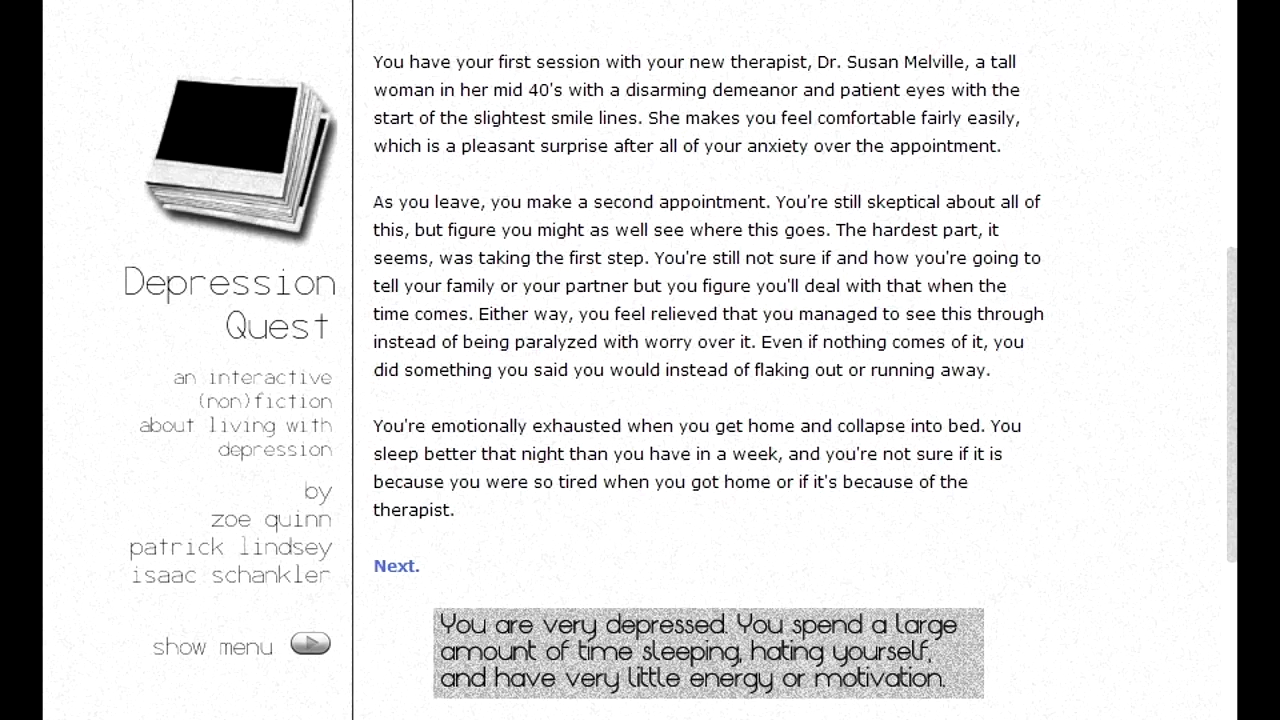 Depression
Quest
an interactive
(non)fiction
about living with
depression
by
zoe quinn
patrick lindsey
isaac schankler
show menu
You have your first session with your new therapist, Dr. Susan Melville, a tall
woman in her mid 40's with a disarming demeanor and patient eyes with the
start of the slightest smile lines. She makes you feel comfortable fairly easily,
which is a pleasant surprise after all of your anxiety over the appointment.
As you leave, you make a second appointment. You're still skeptical about all of
this, but figure you might as well see where this goes. The hardest part, it
seems, was taking the first step. You're still not sure if and how you're going to
tell your family or your partner but you figure you'll deal with that when the
time comes. Either way, you feel relieved that you managed to see this through
instead of being paralyzed with worry over it. Even if nothing comes of it, you
did something you said you would instead of flaking out or running away.
You're emotionally exhausted when you get home and collapse into bed. You
sleep better that night than you have in a week, and you're not sure if it is
because you were so tired when you got home or if it's because of the
therapist.
Next.
You are very depressed. You spend a large
amount of time sleeping, hating yourself,
and have very little energy or motivation.